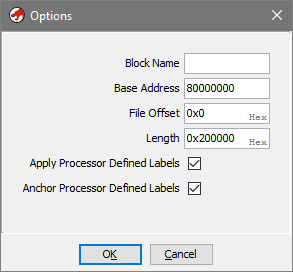 Options
Block Name
Base Address 80000000
File Offset 0x0 Hex
Length 0x200000 Hex
Apply Processor Defined Labels
Anchor Processor Defined Labels
OK Cancel